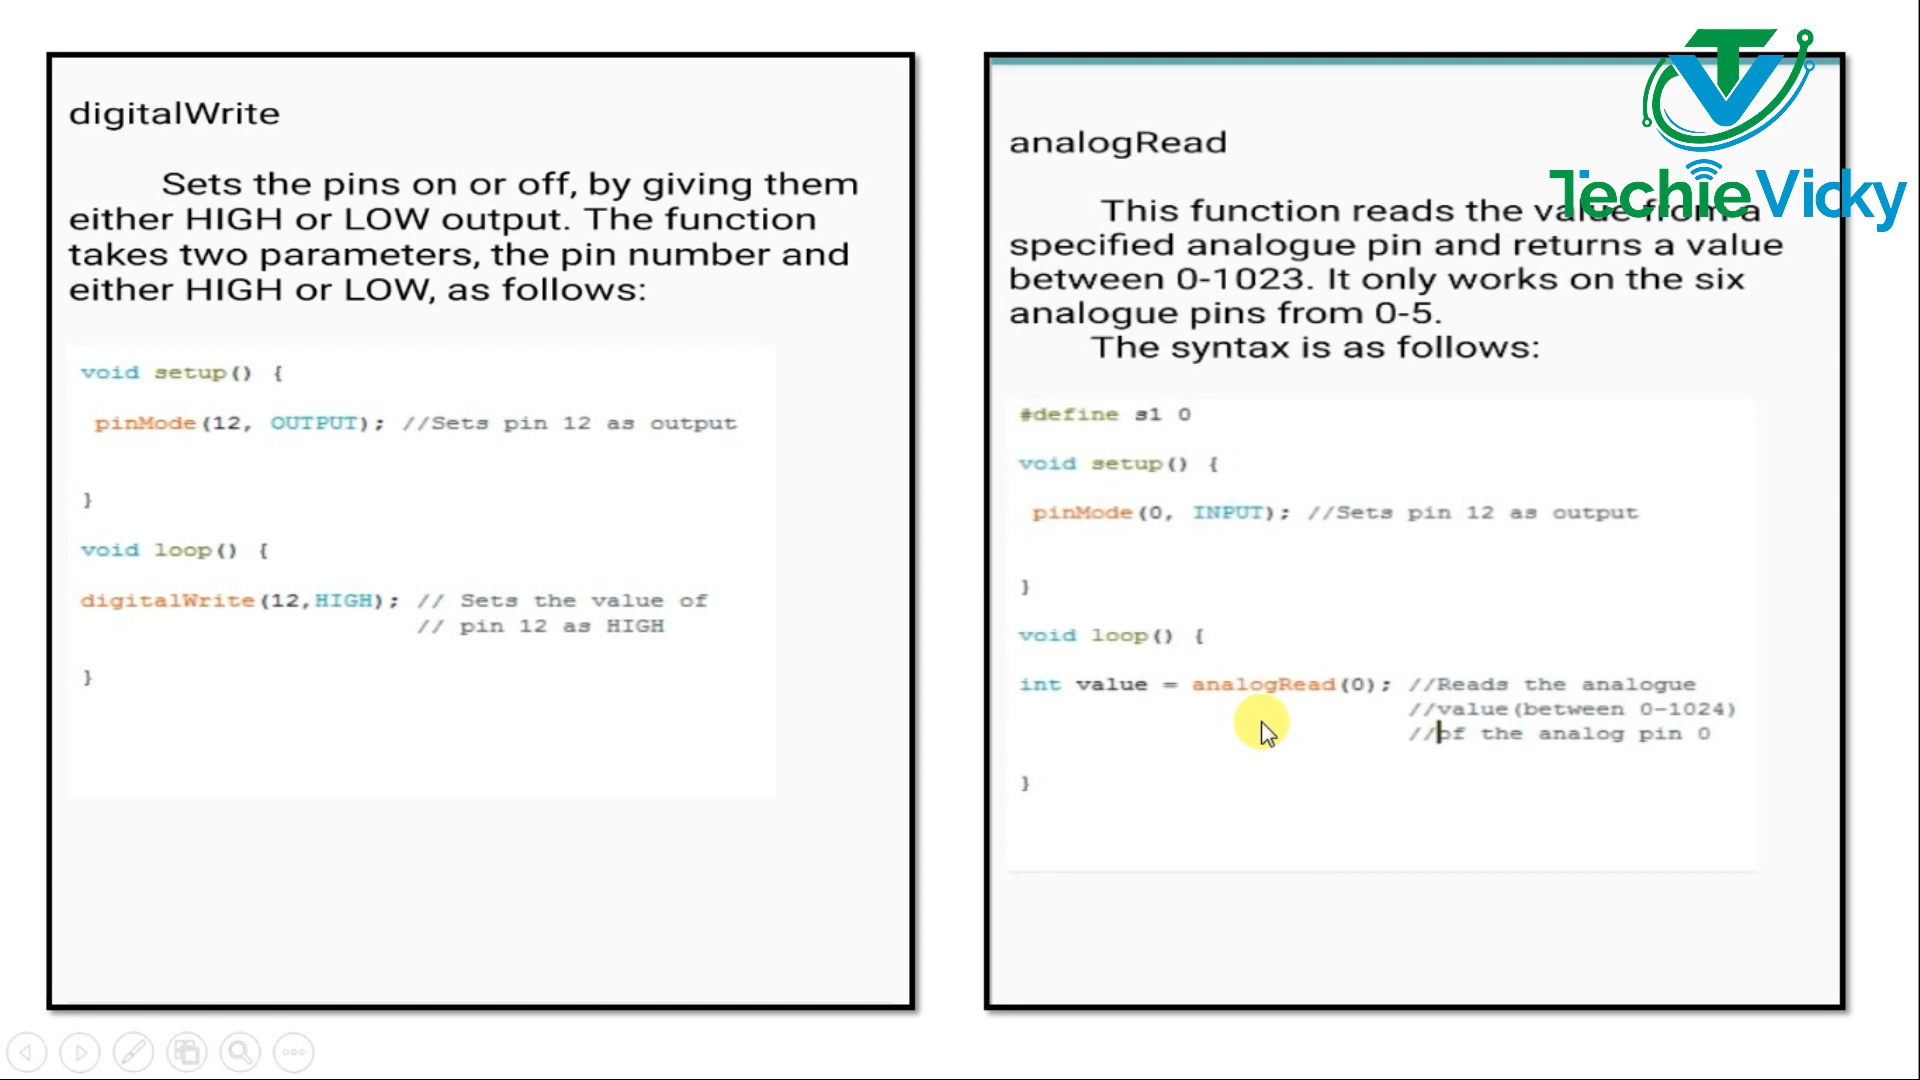 digitalWrite
Sets the pins on or off, by giving them
either HIGH or LOW output. The function
takes two parameters, the pin number and
either HIGH or LOW, as follows:
void setup() {
pinMode(12, OUTPUT); //Sets pin 12 as output
}
void loop() {
digitalWrite(12,HIGH); // Sets the value of
// pin 12 as HIGH
}
TV
TechieVicky
analogRead
This function reads the value from a
specified analogue pin and returns a value
between 0-1023. It only works on the six
analogue pins from 0-5.
The syntax is as follows:
#define s1 0
void setup() {
pinMode(0, INPUT); //Sets pin 12 as output
}
void loop() {
int value = analogRead(0); //Reads the analogue
//value(between 0-1024)
//of the analog pin 0
}